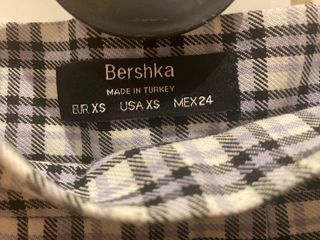 Bershka
MADE IN TURKEY
EUR XS USA XS MEX 24